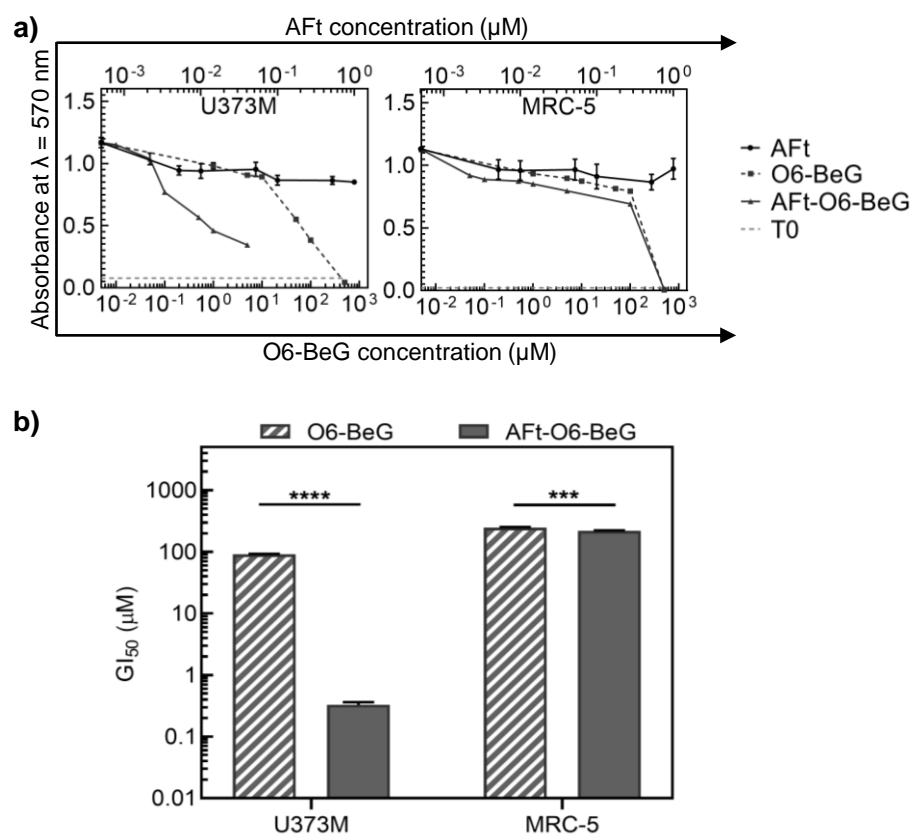 a)
AFt concentration (µM)
10⁻³ 10⁻² 10⁻¹ 10⁰
10⁻³ 10⁻² 10⁻¹ 10⁰
U373M
MRC-5
Absorbance at λ = 570 nm
1.5
1.0
0.5
0.0
1.5
1.0
0.5
0.0
AFt
O6-BeG
AFt-O6-BeG
T0
10⁻² 10⁻¹ 10⁰ 10¹ 10² 10³
10⁻² 10⁻¹ 10⁰ 10¹ 10² 10³
O6-BeG concentration (µM)
b)
O6-BeG AFt-O6-BeG
**** ***
GI₅₀ (µM)
1000
100
10
1
0.1
0.01
U373M MRC-5